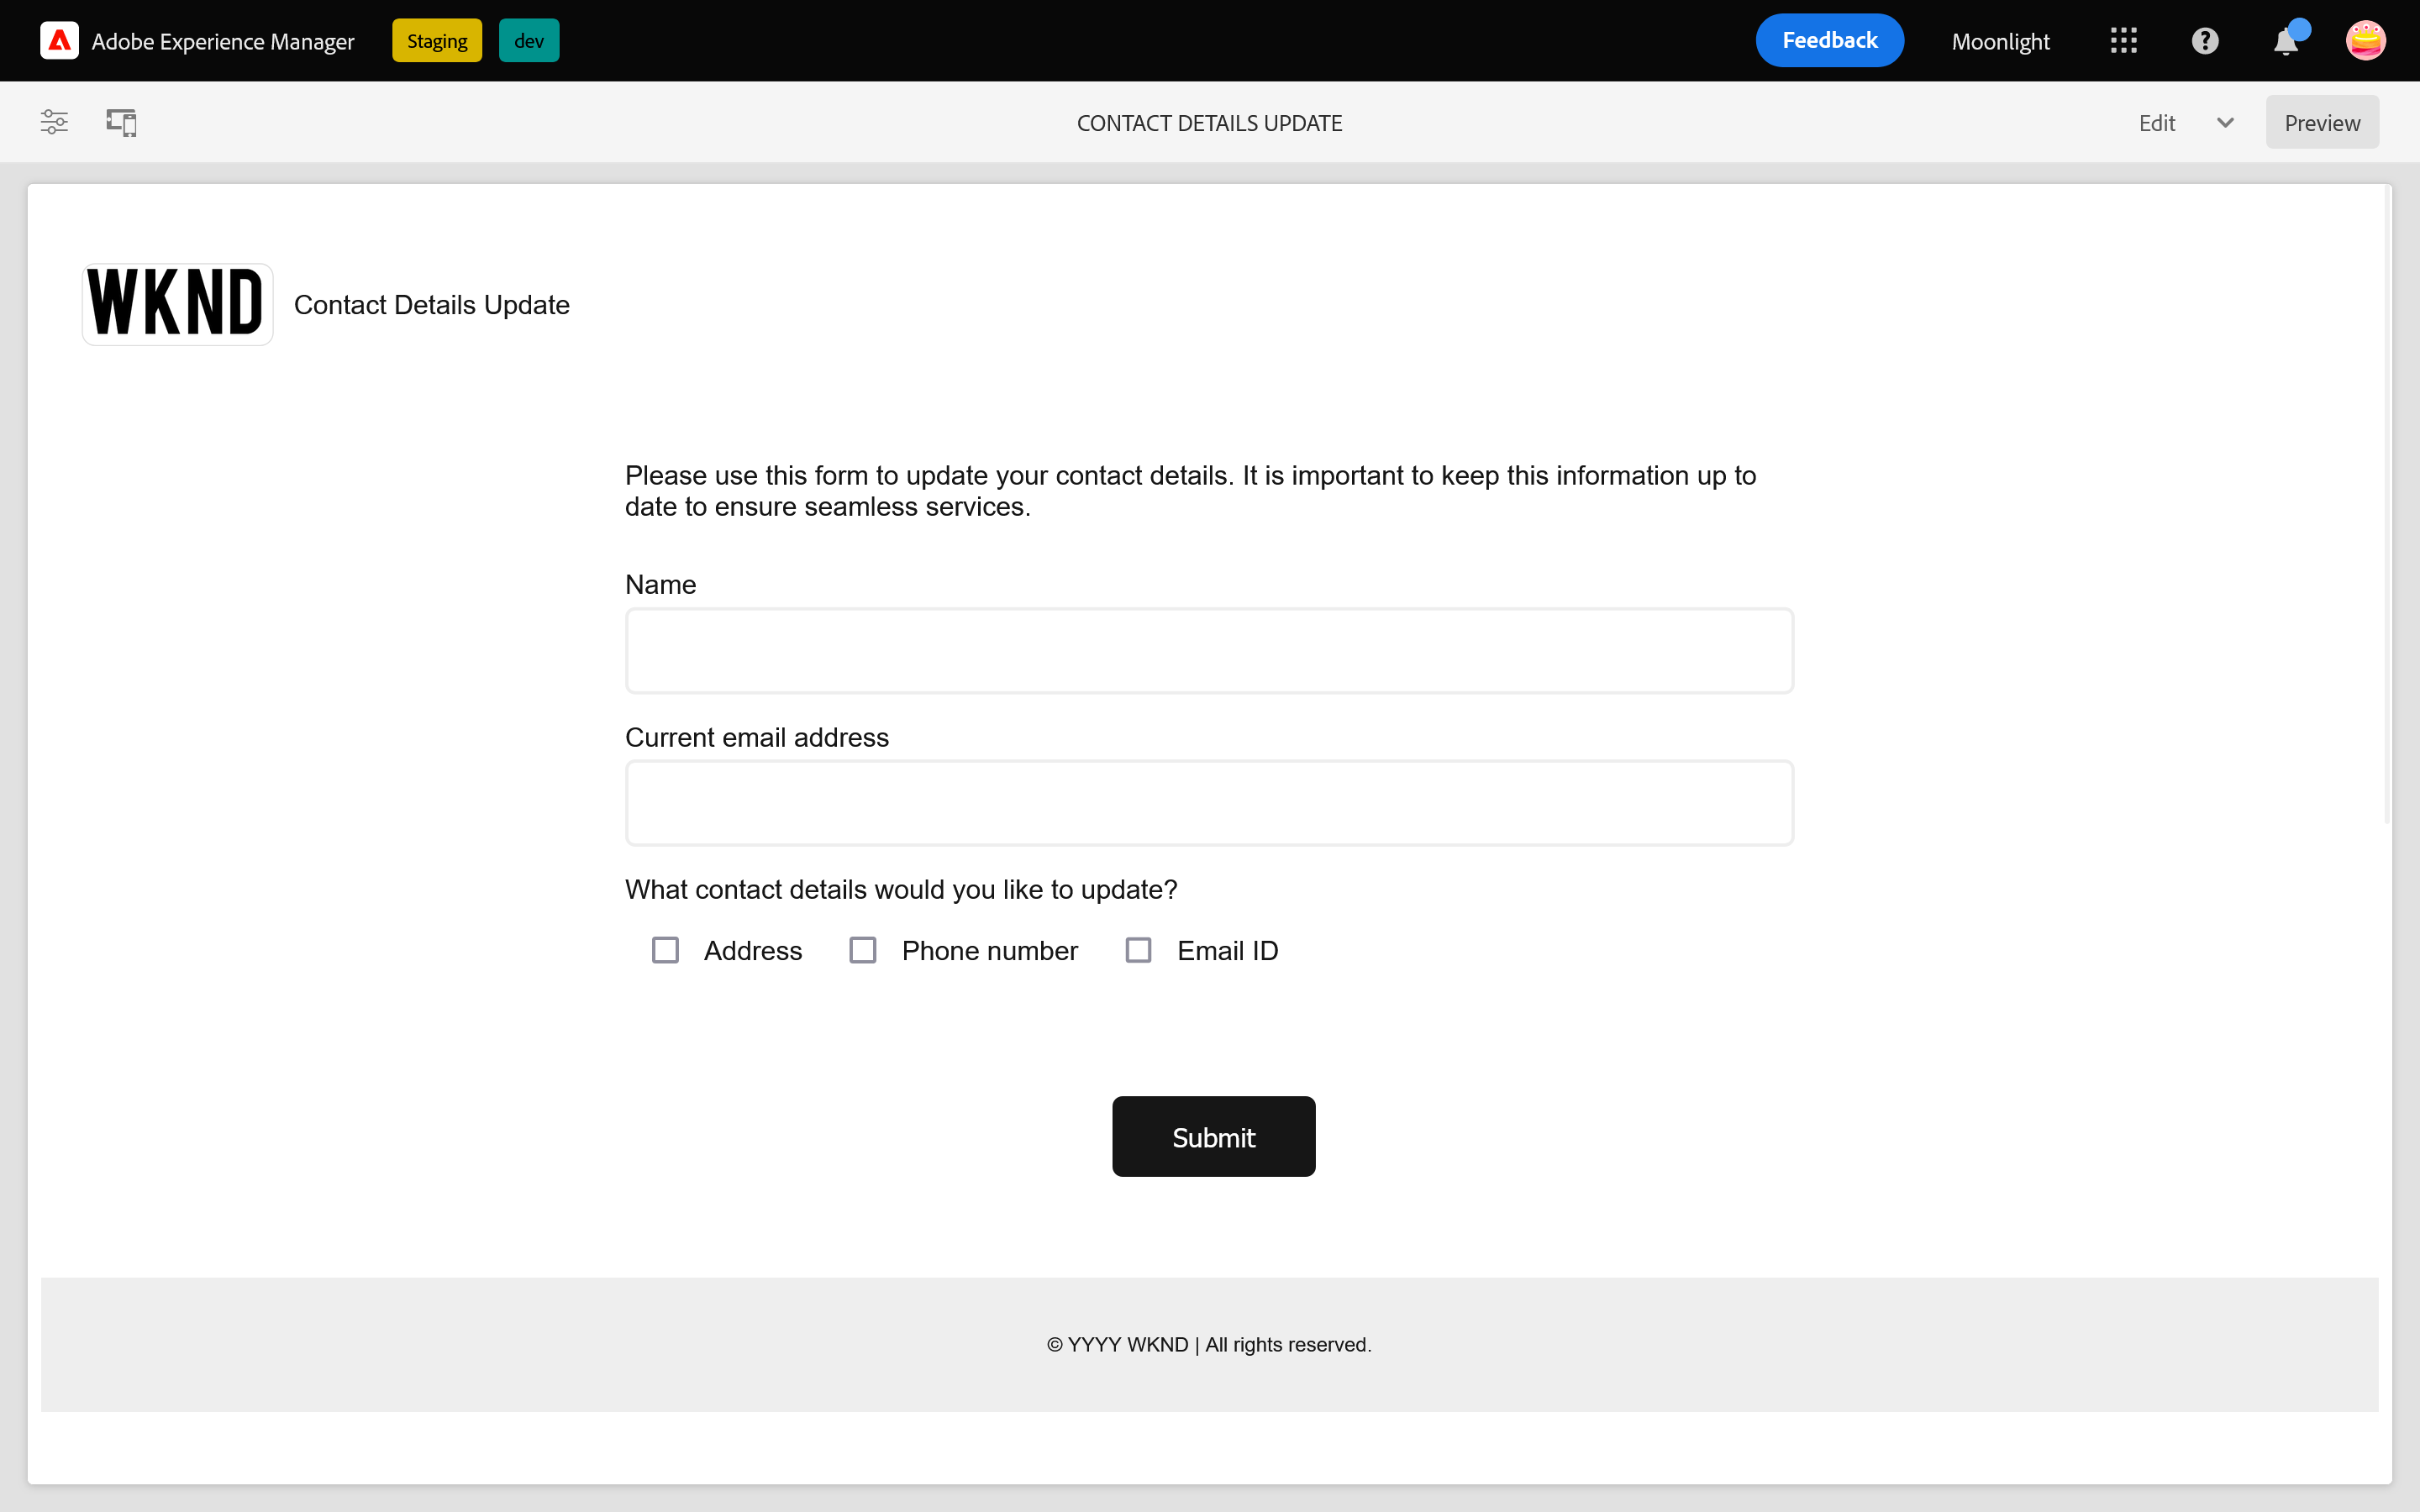 Adobe Experience Manager Staging dev Feedback Moonlight
CONTACT DETAILS UPDATE Edit Preview
WKND Contact Details Update
Please use this form to update your contact details. It is important to keep this information up to
date to ensure seamless services.
Name
Current email address
What contact details would you like to update?
Address Phone number Email ID
Submit
© YYYY WKND | All rights reserved.